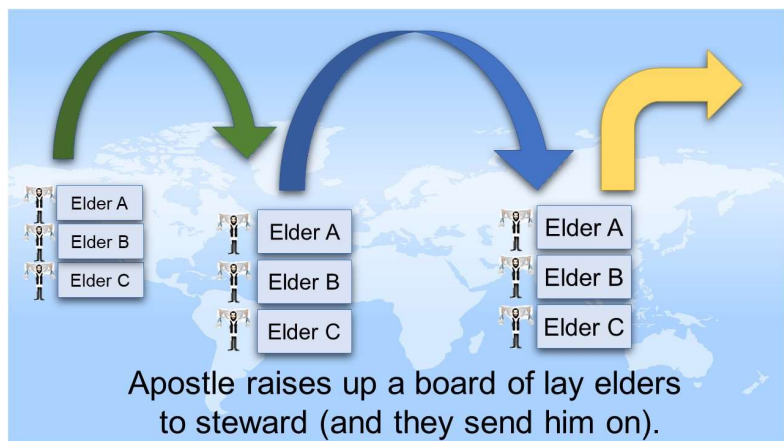 Elder A
Elder B
Elder C
Elder A
Elder B
Elder C
Elder A
Elder B
Elder C
Apostle raises up a board of lay elders
to steward (and they send him on).